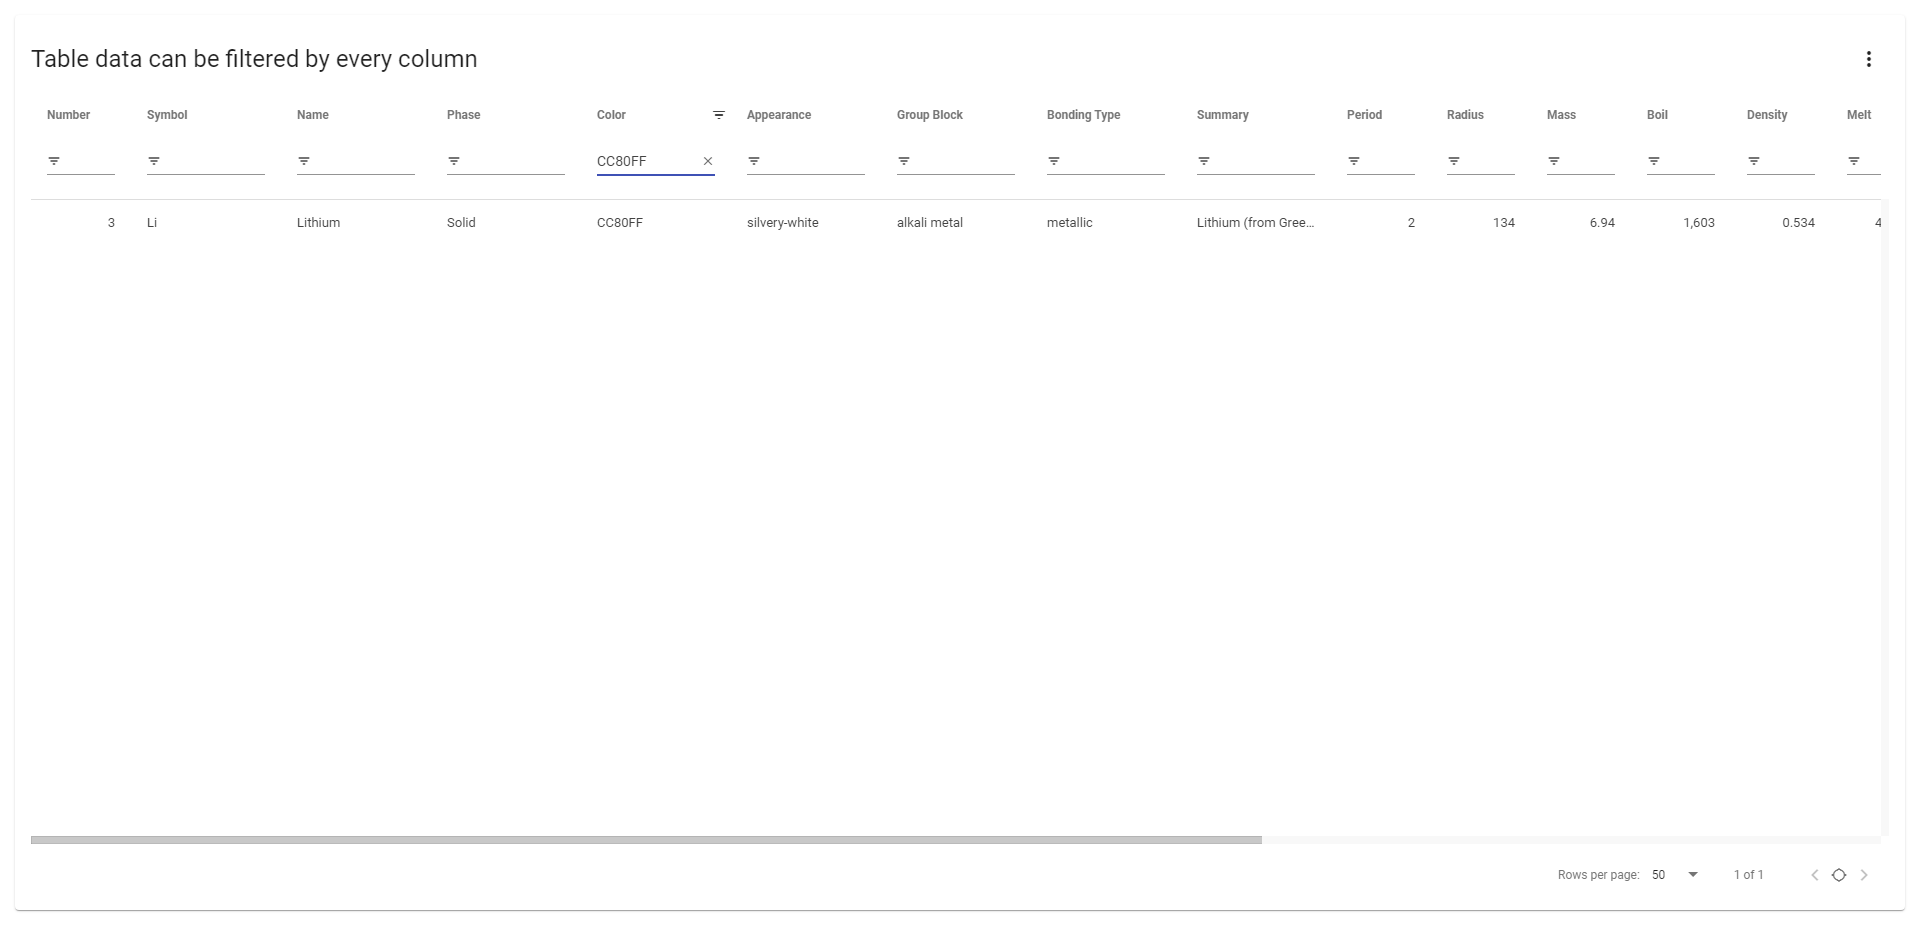 Table data can be filtered by every column
Number Symbol Name Phase Color Appearance Group Block Bonding Type Summary Period Radius Mass Boil Density Melt
CC80FF
3 Li Lithium Solid CC80FF silvery-white alkali metal metallic Lithium (from Gree... 2 134 6.94 1,603 0.534 4
Rows per page: 50 1 of 1